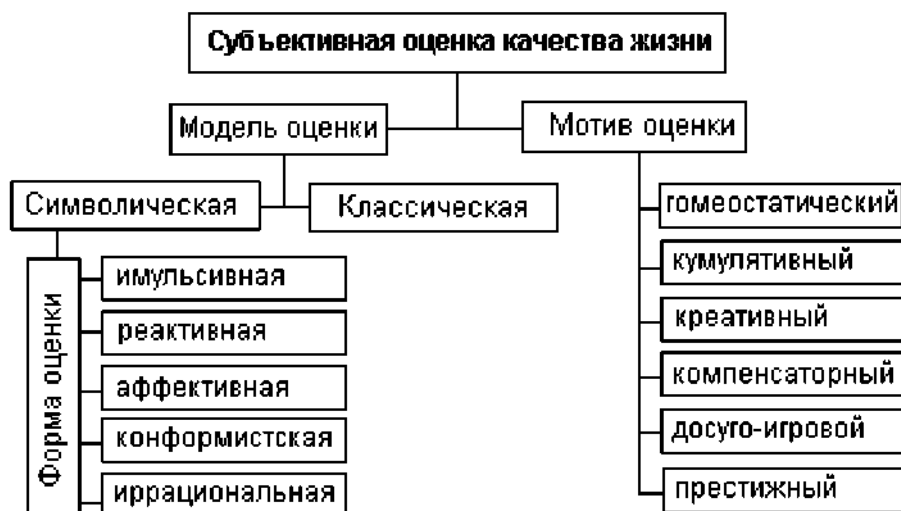 Субъективная оценка качества жизни
Модель оценки
Мотив оценки
Символическая
Классическая
Форма оценки
имульсивная
реактивная
аффективная
конформистская
иррациональная
гомеостатический
кумулятивный
креативный
компенсаторный
досуго-игровой
престижный